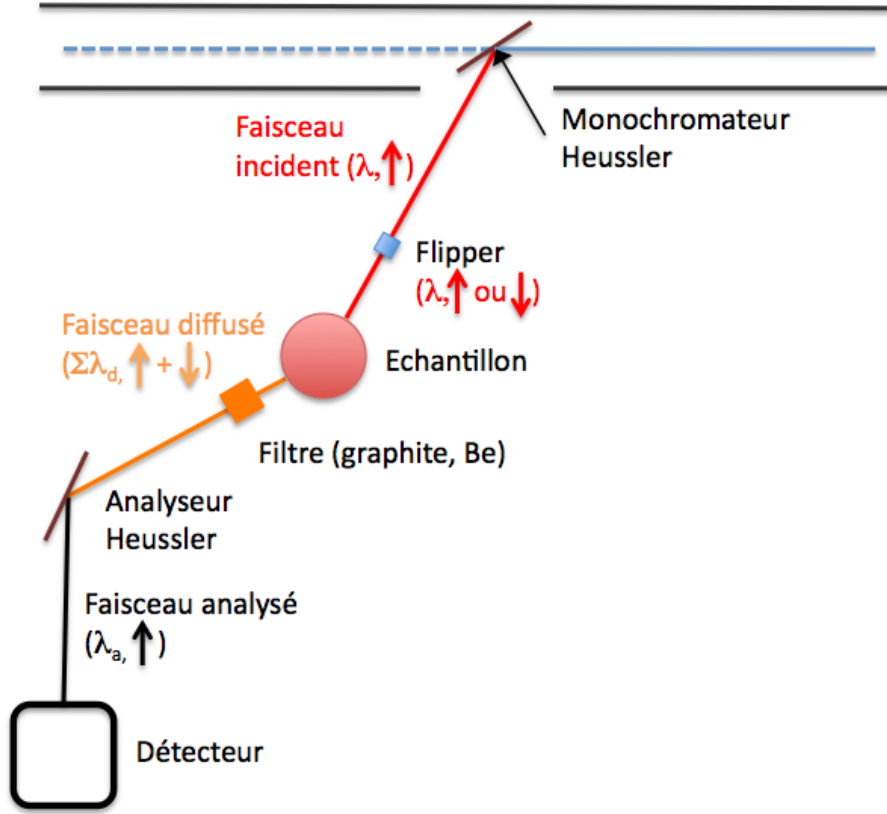 Faisceau
incident (λ,↑)
Monochromateur
Heussler
Flipper
(λ,↑ ou ↓)
Faisceau diffusé
(Σλd, ↑ + ↓)
Echantillon
Filtre (graphite, Be)
Analyseur
Heussler
Faisceau analysé
(λa, ↑)
Détecteur